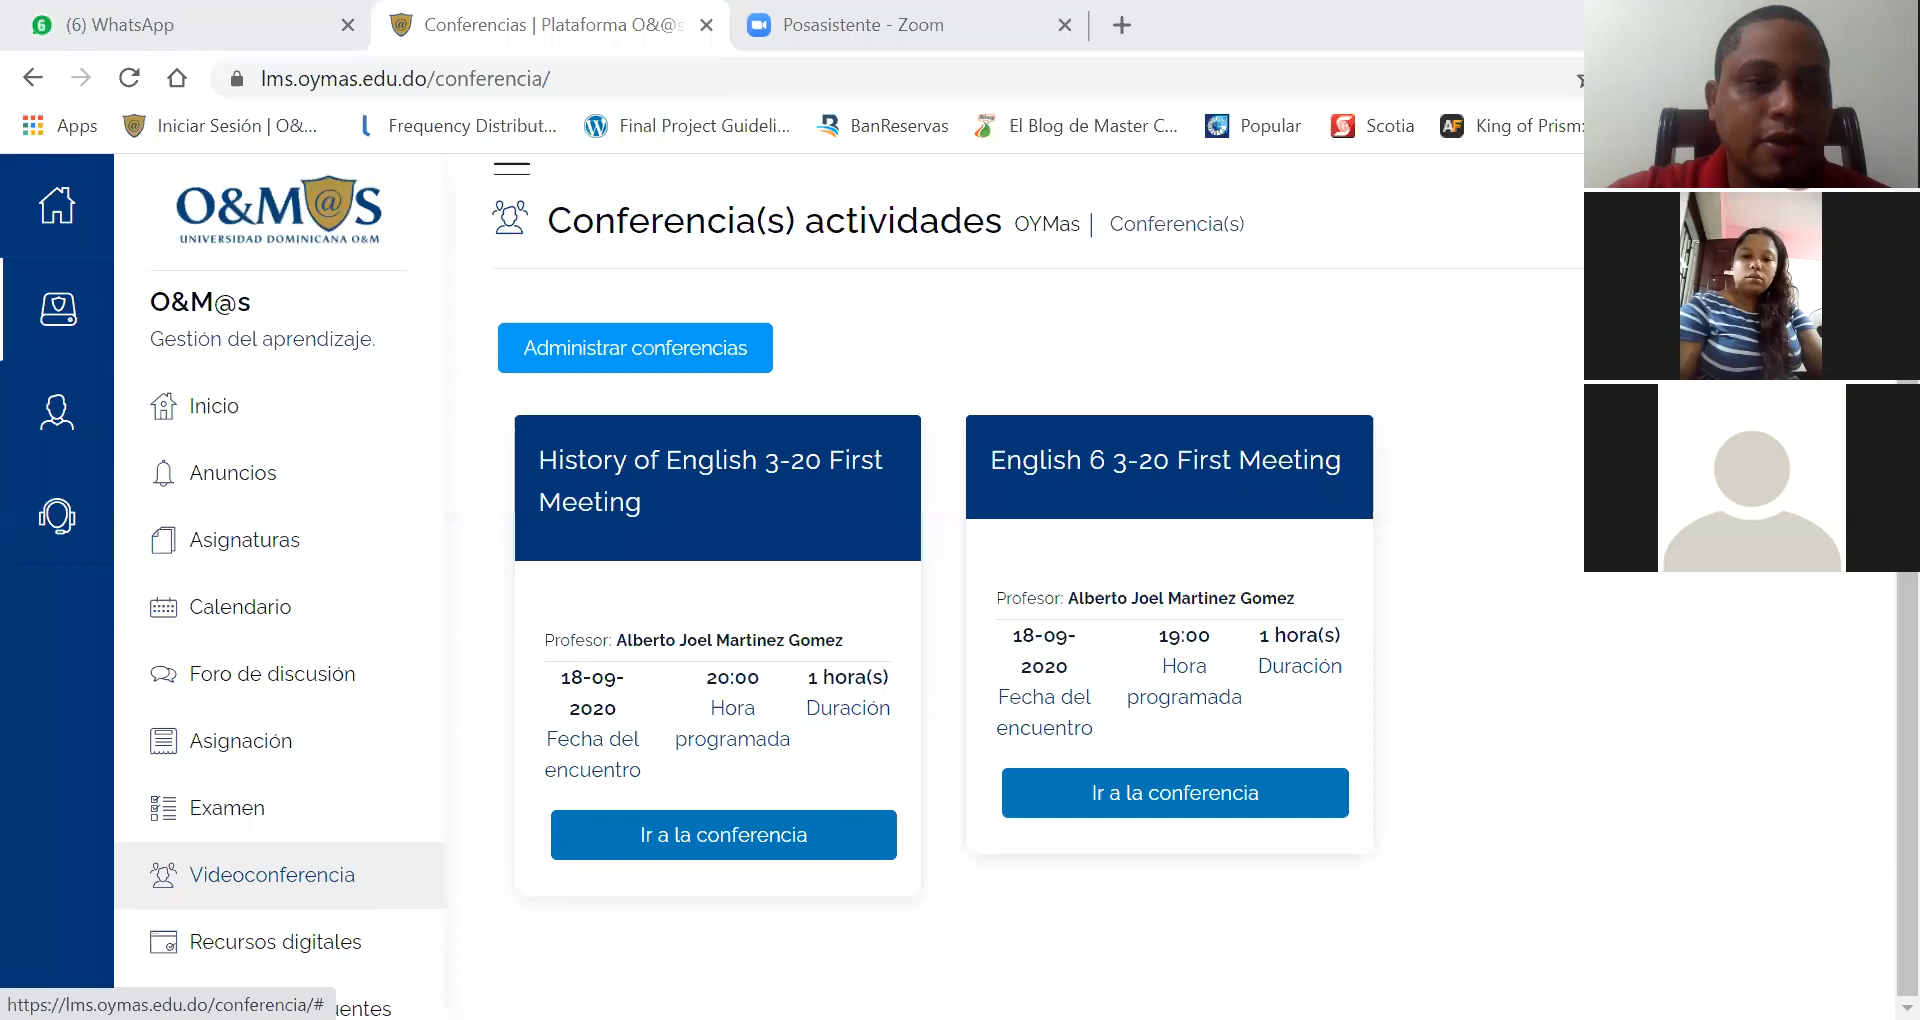 (6) WhatsApp
Conferencias | Plataforma O&@s
Posasistente - Zoom
lms.oymas.edu.do/conferencia/
Apps
Iniciar Sesión | O&...
Frequency Distribut...
Final Project Guideli...
BanReservas
El Blog de Master C...
Popular
Scotia
King of Prism:
O&M@S
UNIVERSIDAD DOMINICANA O&M
O&M@s
Gestión del aprendizaje.
Inicio
Anuncios
Asignaturas
Calendario
Foro de discusión
Asignación
Examen
Videoconferencia
Recursos digitales
uentes
https://lms.oymas.edu.do/conferencia/#
Conferencia(s) actividades OYMas | Conferencia(s)
Administrar conferencias
History of English 3-20 First
Meeting
Profesor: Alberto Joel Martinez Gomez
18-09-
2020
Fecha del
encuentro
20:00
Hora
programada
1 hora(s)
Duración
Ir a la conferencia
English 6 3-20 First Meeting
Profesor: Alberto Joel Martinez Gomez
18-09-
2020
Fecha del
encuentro
19:00
Hora
programada
1 hora(s)
Duración
Ir a la conferencia